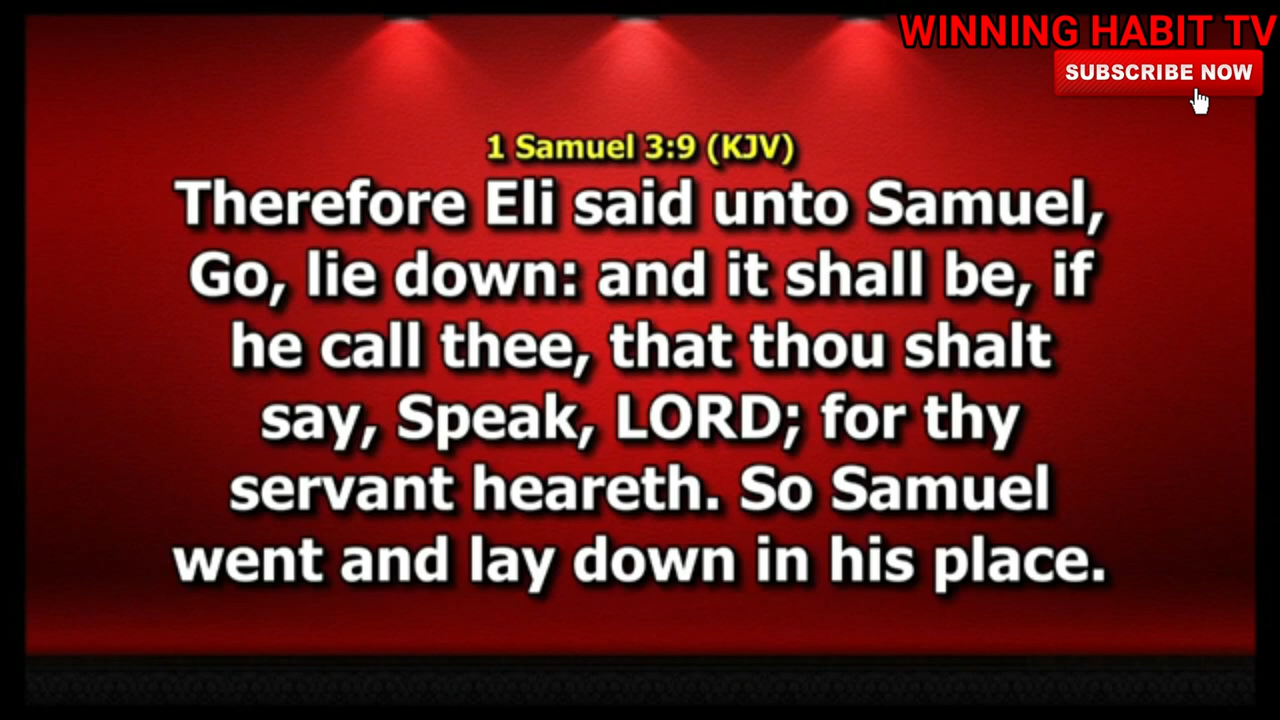 WINNING HABIT TV
SUBSCRIBE NOW
1 Samuel 3:9 (KJV)
Therefore Eli said unto Samuel,
Go, lie down: and it shall be, if
he call thee, that thou shalt
say, Speak, LORD; for thy
servant heareth. So Samuel
went and lay down in his place.